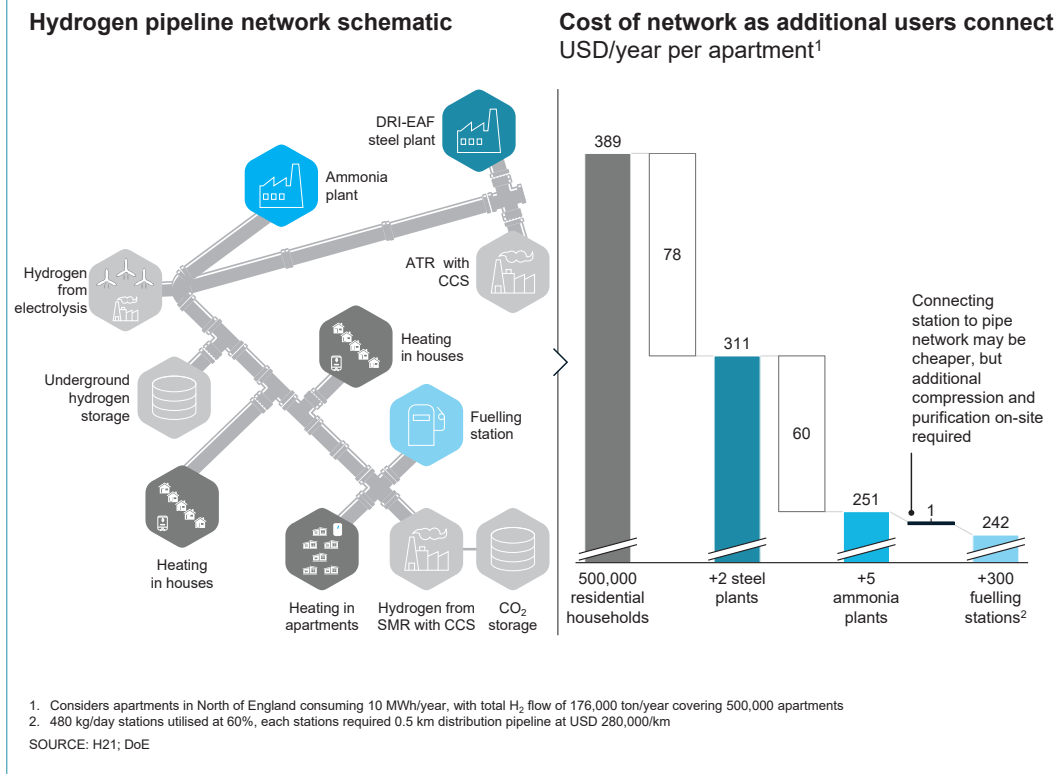 Hydrogen pipeline network schematic
Cost of network as additional users connect
USD/year per apartment¹
DRI-EAF
steel plant
Ammonia
plant
ATR with
CCS
Hydrogen
from
electrolysis
Heating
in houses
Underground
hydrogen
storage
Fuelling
station
Heating
in houses
Heating in
apartments
Hydrogen from
SMR with CCS
CO₂
storage
389
78
311
60
251
1
242
Connecting
station to pipe
network may be
cheaper, but
additional
compression and
purification on-site
required
500,000
residential
households
+2 steel
plants
+5
ammonia
plants
+300
fuelling
stations²
1. Considers apartments in North of England consuming 10 MWh/year, with total H₂ flow of 176,000 ton/year covering 500,000 apartments
2. 480 kg/day stations utilised at 60%, each stations required 0.5 km distribution pipeline at USD 280,000/km
SOURCE: H21; DoE